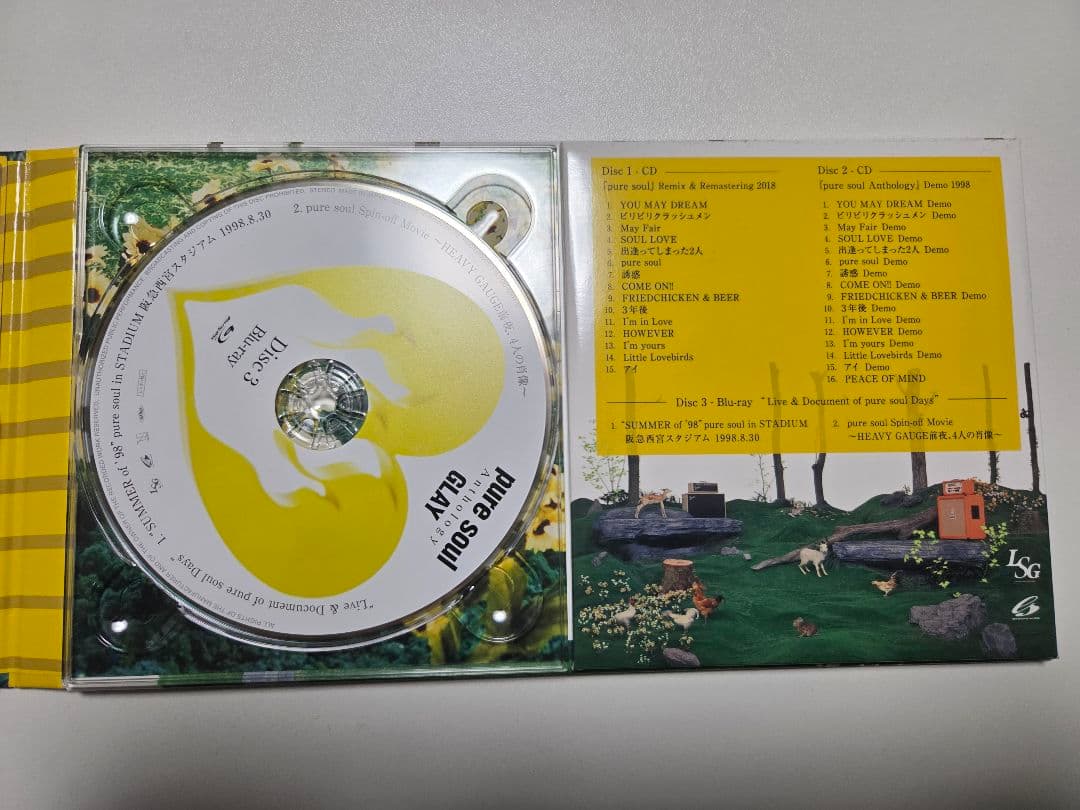 2. pure soul Spin-off Movie ～HEAVY GAUGE前夜、4人の肖像～
1. "SUMMER of '98" pure soul in STADIUM 阪急西宮スタジアム 1998.8.30
"Live & Document of pure soul Days"
Disc 3
Blu-ray
pure soul
Anthology
GLAY
Disc 1 - CD
『pure soul』 Remix & Remastering 2018
1. YOU MAY DREAM
2. ビリビリクラッシュメン
3. May Fair
4. SOUL LOVE
5. 出逢ってしまった2人
6. pure soul
7. 誘惑
8. COME ON!!
9. FRIEDCHICKEN & BEER
10. 3年後
11. I'm in Love
12. HOWEVER
13. I'm yours
14. Little Lovebirds
15. アイ
Disc 2 - CD
『pure soul Anthology』 Demo 1998
1. YOU MAY DREAM Demo
2. ビリビリクラッシュメン Demo
3. May Fair Demo
4. SOUL LOVE Demo
5. 出逢ってしまった2人 Demo
6. pure soul Demo
7. 誘惑 Demo
8. COME ON!! Demo
9. FRIEDCHICKEN & BEER Demo
10. 3年後 Demo
11. I'm in Love Demo
12. HOWEVER Demo
13. I'm yours Demo
14. Little Lovebirds Demo
15. アイ Demo
16. PEACE OF MIND
Disc 3 - Blu-ray "Live & Document of pure soul Days"
1. "SUMMER of '98" pure soul in STADIUM
阪急西宮スタジアム 1998.8.30
2. pure soul Spin-off Movie
～HEAVY GAUGE前夜、4人の肖像～
LSG